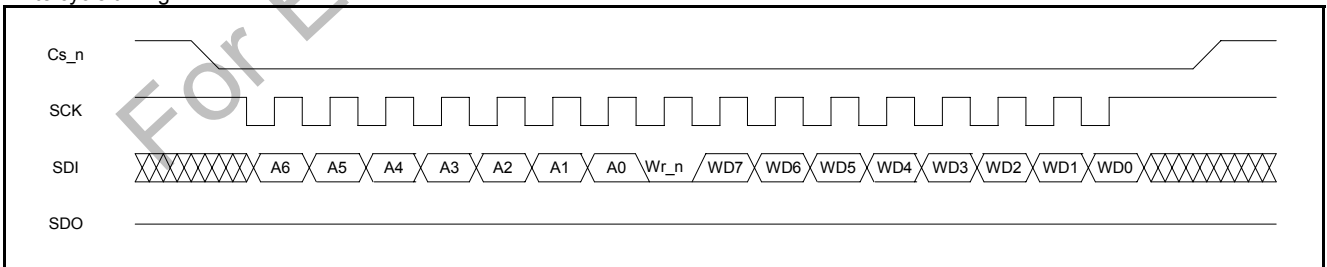 Cs_n
SCK
SDI A6 A5 A4 A3 A2 A1 A0 Wr_n WD7 WD6 WD5 WD4 WD3 WD2 WD1 WD0
SDO
For